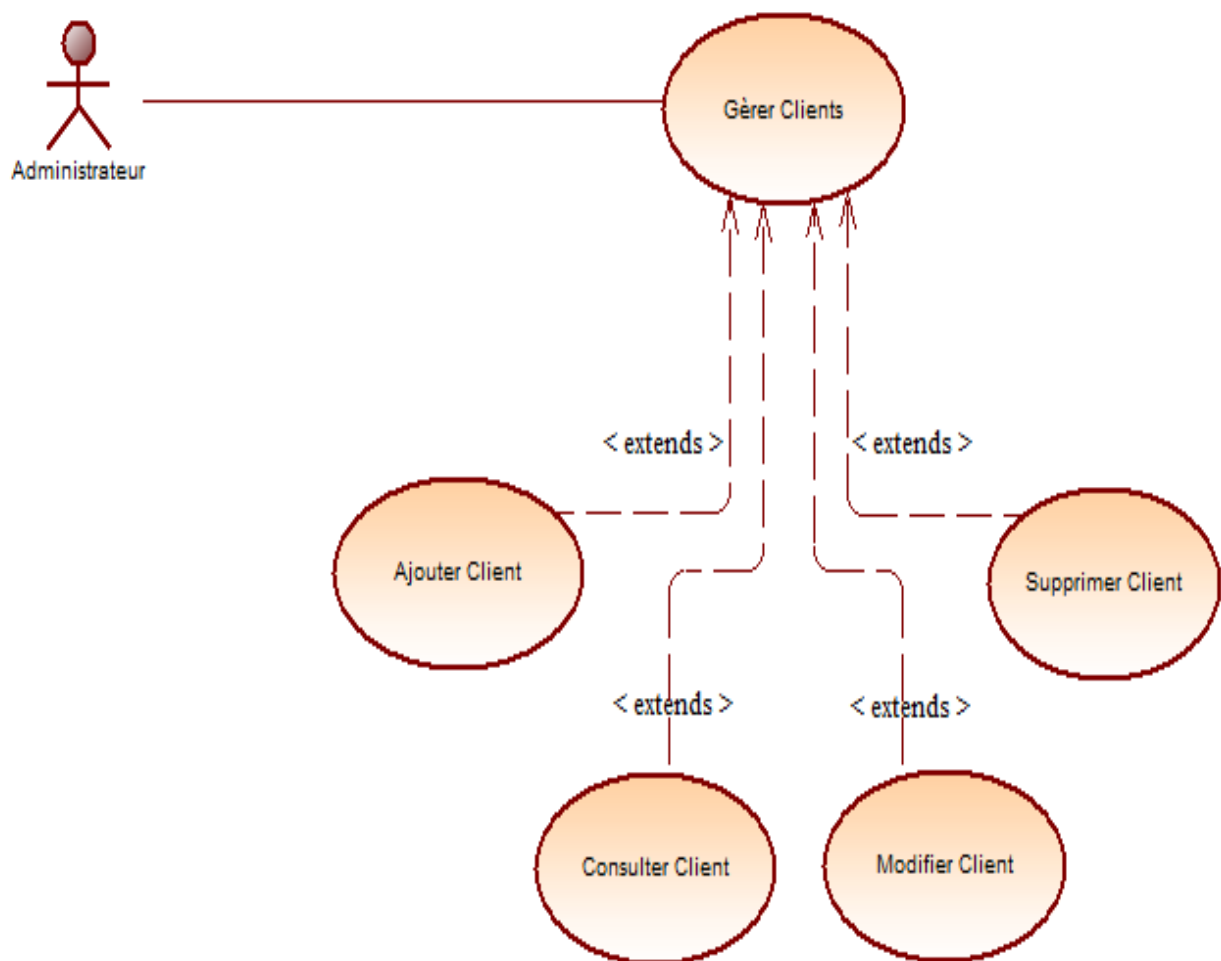 Gèrer Clients
Administrateur
< extends >
< extends >
Ajouter Client
Supprimer Client
< extends >
< extends >
Consulter Client
Modifier Client